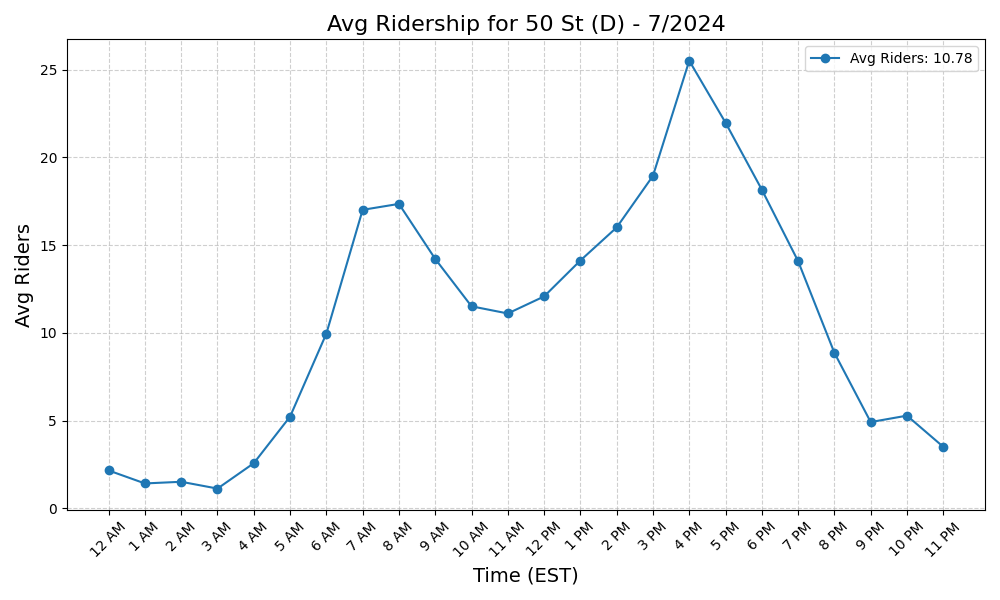 Avg Ridership for 50 St (D) - 7/2024
Avg Riders: 10.78
Avg Riders
25
20
15
10
5
0
12 AM
1 AM
2 AM
3 AM
4 AM
5 AM
6 AM
7 AM
8 AM
9 AM
10 AM
11 AM
12 PM
1 PM
2 PM
3 PM
4 PM
5 PM
6 PM
7 PM
8 PM
9 PM
10 PM
11 PM
Time (EST)